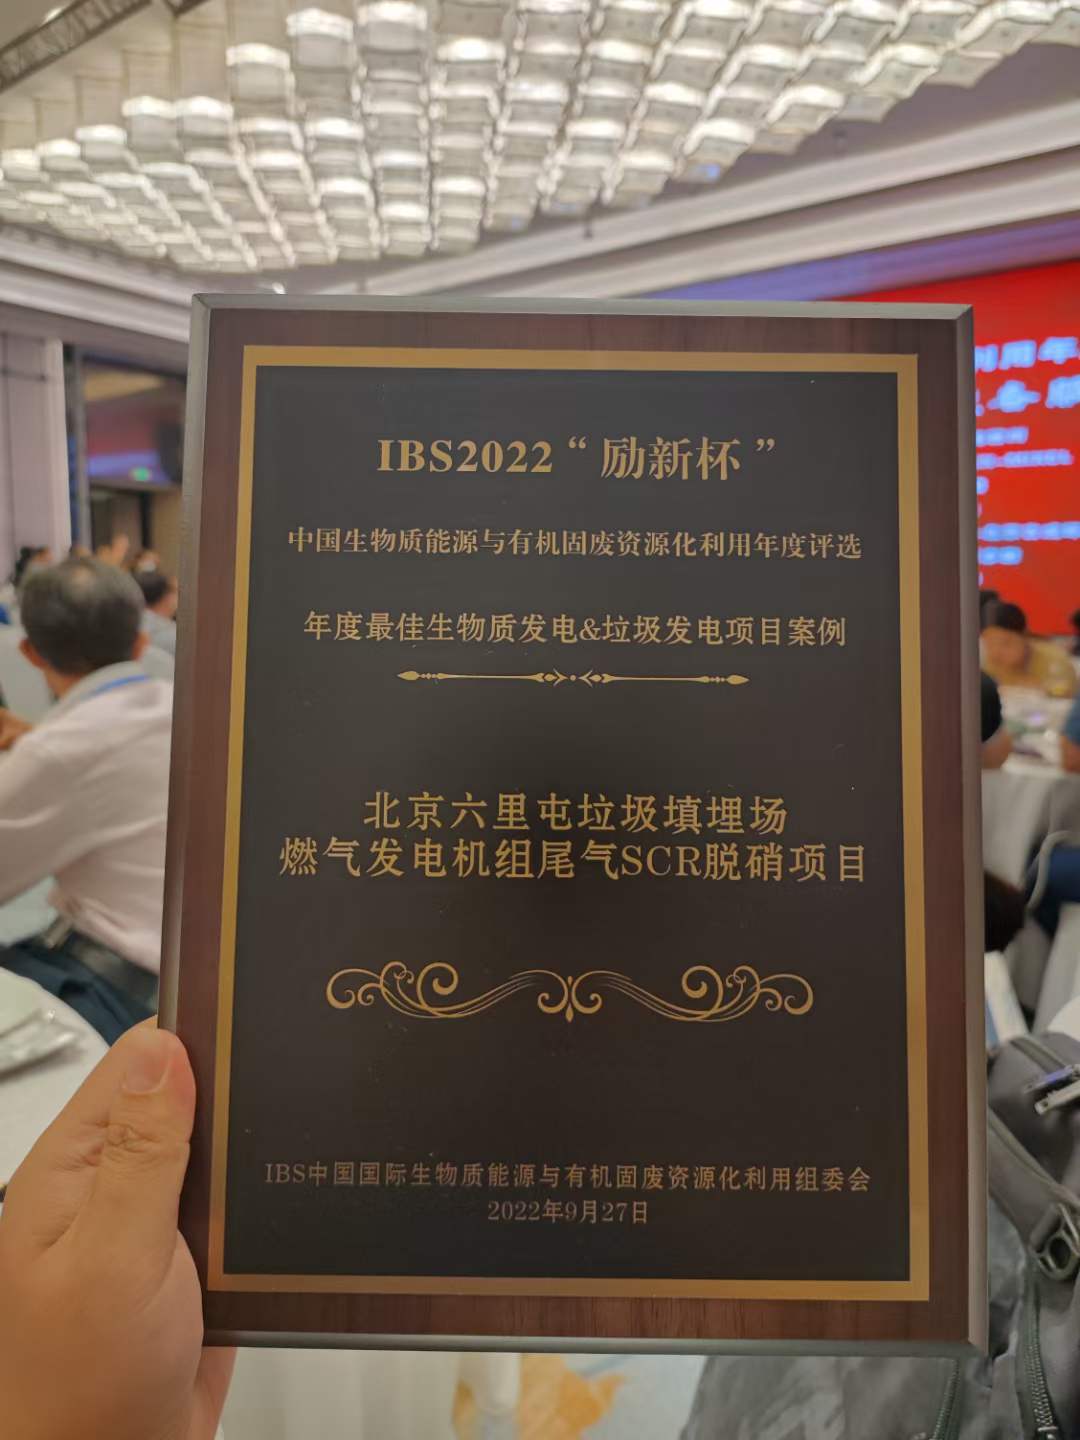 IBS2022“励新杯”
中国生物质能源与有机固废资源化利用年度评选
年度最佳生物质发电&垃圾发电项目案例
北京六里屯垃圾填埋场
燃气发电机组尾气SCR脱硝项目
IBS中国国际生物质能源与有机固废资源化利用组委会
2022年9月27日
利用年